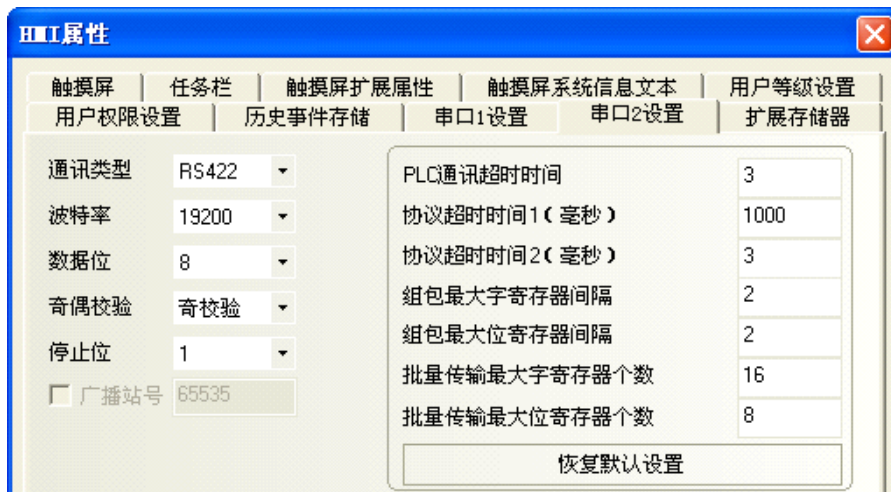 HMI属性
触摸屏 任务栏 触摸屏扩展属性 触摸屏系统信息文本 用户等级设置
用户权限设置 历史事件存储 串口1设置 串口2设置 扩展存储器
通讯类型 RS422
波特率 19200
数据位 8
奇偶校验 奇校验
停止位 1
广播站号 65535
PLC通讯超时时间 3
协议超时时间1(毫秒) 1000
协议超时时间2(毫秒) 3
组包最大字寄存器间隔 2
组包最大位寄存器间隔 2
批量传输最大字寄存器个数 16
批量传输最大位寄存器个数 8
恢复默认设置